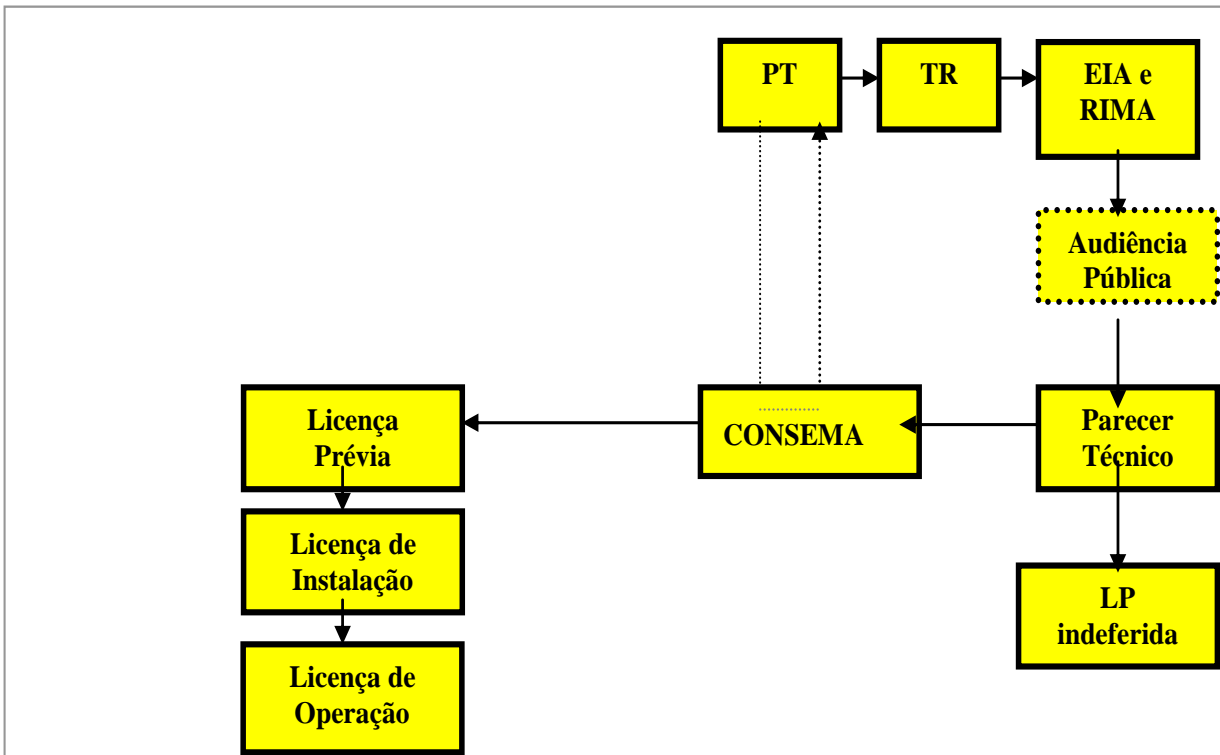 PT
TR
EIA e
RIMA
Audiência
Pública
Licença
Prévia
CONSEMA
Parecer
Técnico
Licença de
Instalação
LP
indeferida
Licença de
Operação